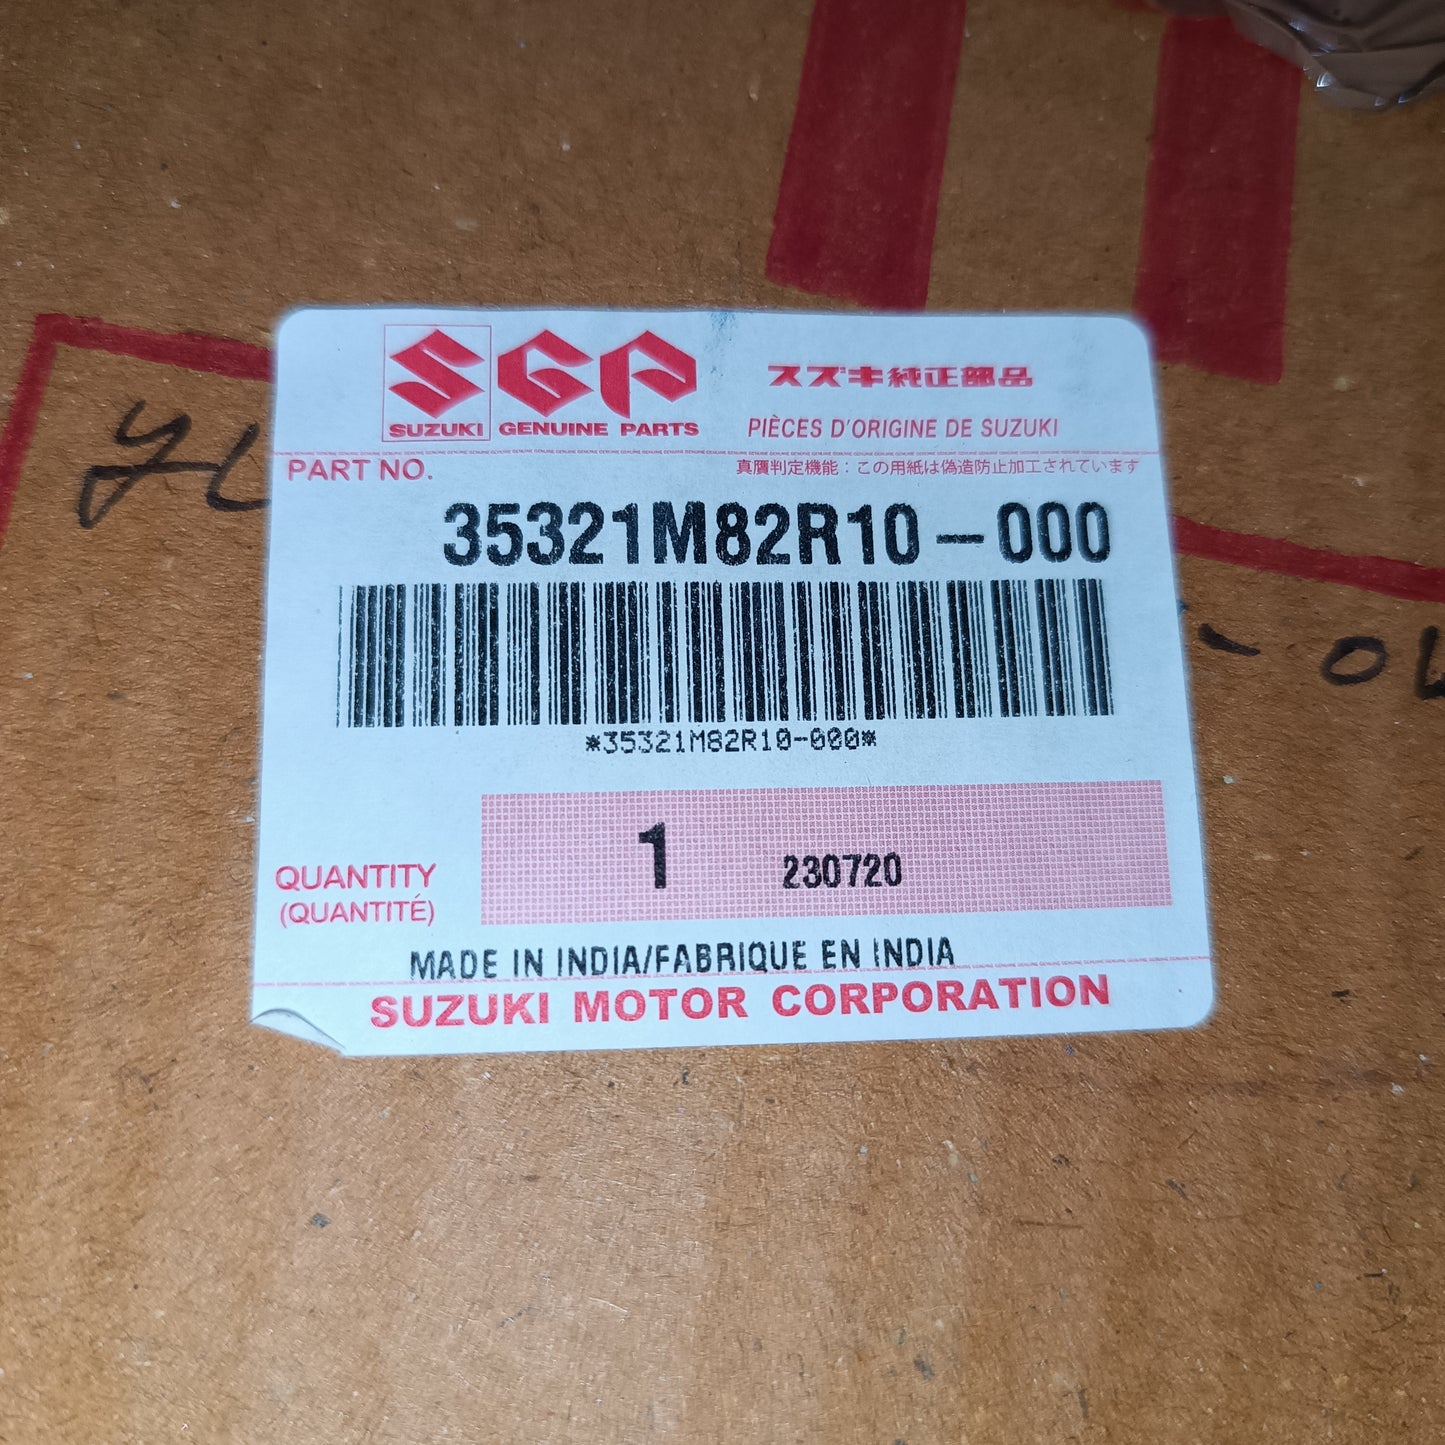 SGP
SUZUKI GENUINE PARTS
スズキ純正部品
PIÈCES D'ORIGINE DE SUZUKI
PART NO.
真贋判定機能：この用紙は偽造防止加工されています
35321M82R10-000
*35321M82R10-000*
QUANTITY
(QUANTITÉ)
1 230720
MADE IN INDIA/FABRIQUE EN INDIA
SUZUKI MOTOR CORPORATION